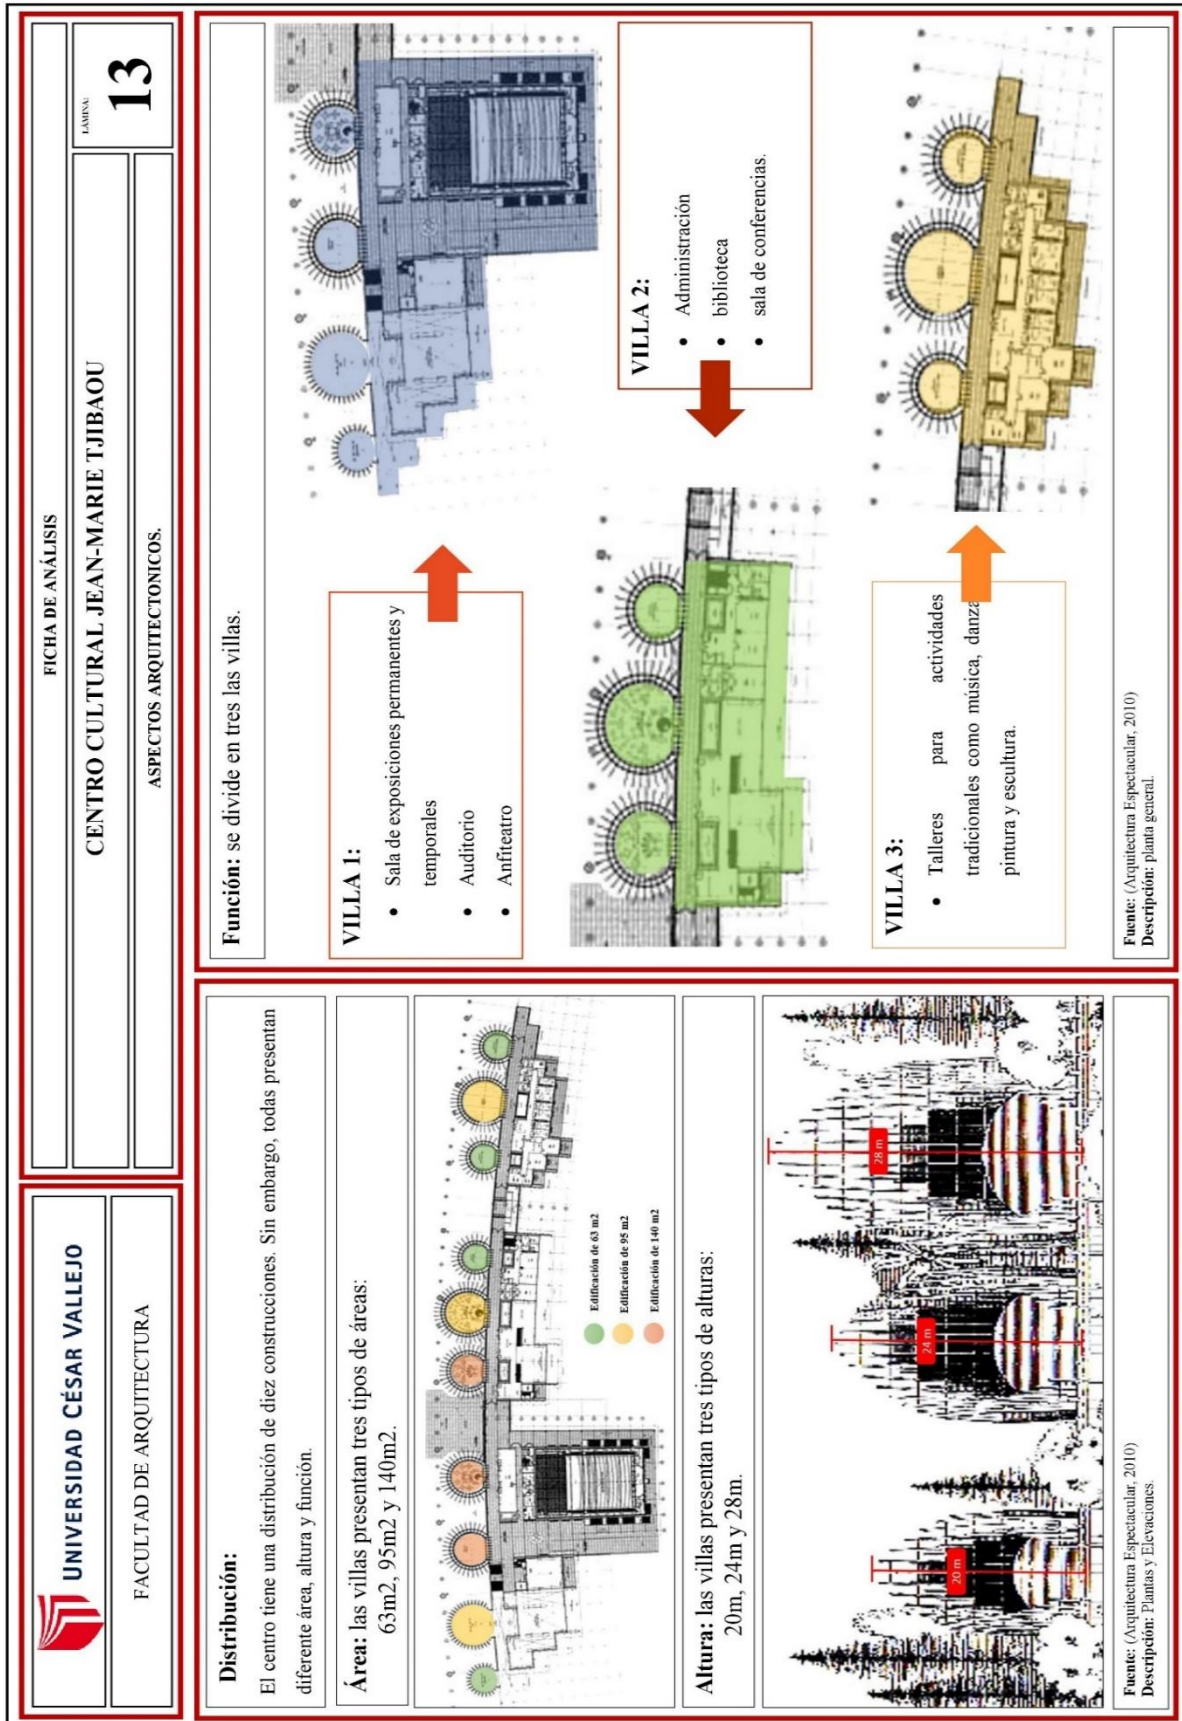 UNIVERSIDAD CÉSAR VALLEJO
FACULTAD DE ARQUITECTURA
FICHA DE ANÁLISIS
CENTRO CULTURAL JEAN-MARIE TJIBAOU
ASPECTOS ARQUITECTONICOS.
LÁMINA:
13
Distribución:
El centro tiene una distribución de diez construcciones. Sin embargo, todas presentan
diferente área, altura y función.
Área: las villas presentan tres tipos de áreas:
63m2, 95m2 y 140m2.
Edificación de 63 m2
Edificación de 95 m2
Edificación de 140 m2
Altura: las villas presentan tres tipos de alturas:
20m, 24m y 28m.
20 m
24 m
28 m
Fuente: (Arquitectura Espectacular, 2010)
Descripción: Plantas y Elevaciones.
Función: se divide en tres las villas.
VILLA 1:
• Sala de exposiciones permanentes y
temporales
• Auditorio
• Anfiteatro
VILLA 2:
• Administración
• biblioteca
• sala de conferencias.
VILLA 3:
• Talleres para actividades
tradicionales como música, danza
pintura y escultura.
Fuente: (Arquitectura Espectacular, 2010)
Descripción: planta general.